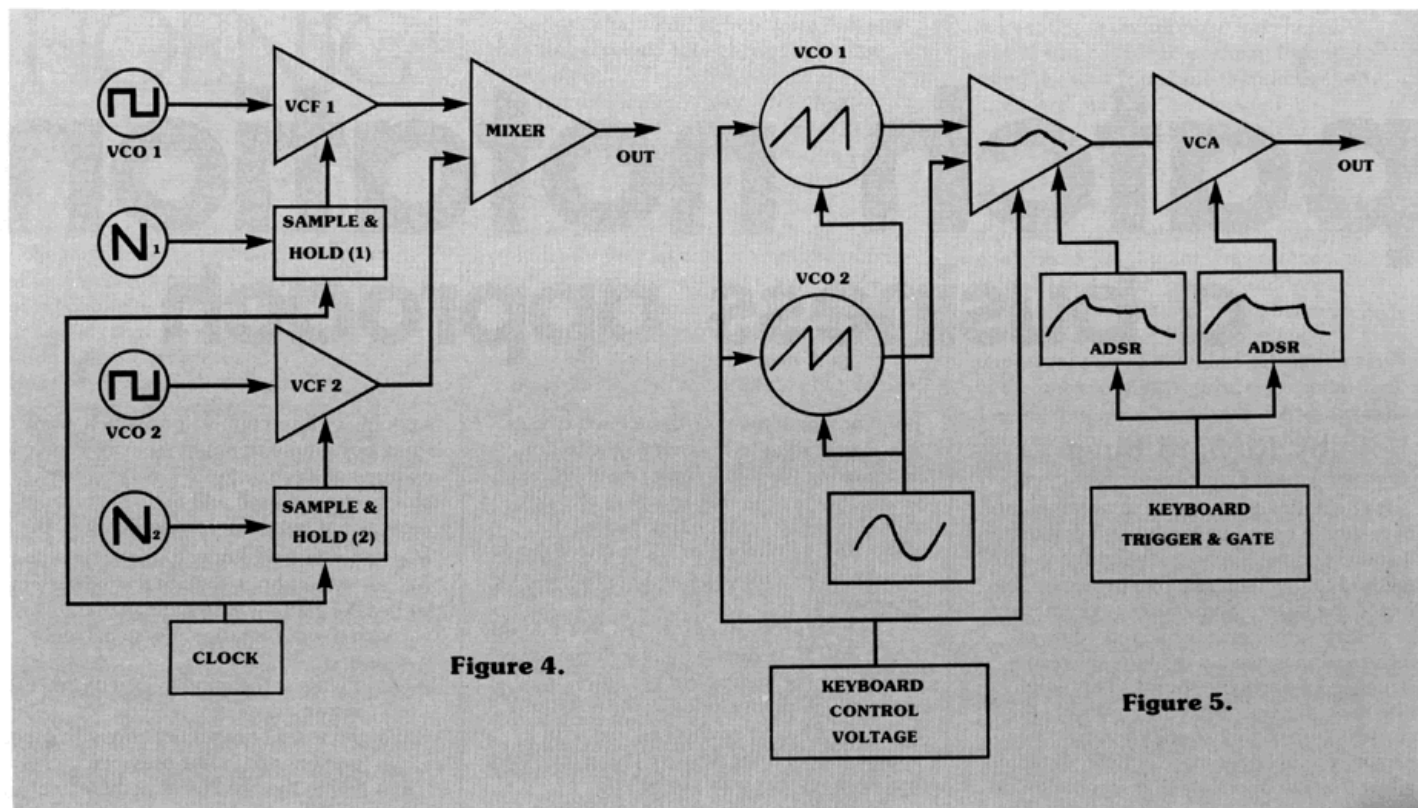 VCO 1
VCF 1
MIXER
OUT
N1
SAMPLE &
HOLD (1)
VCO 2
VCF 2
N2
SAMPLE &
HOLD (2)
CLOCK
Figure 4.
VCO 1
VCO 2
VCA
OUT
ADSR
ADSR
KEYBOARD
TRIGGER & GATE
KEYBOARD
CONTROL
VOLTAGE
Figure 5.